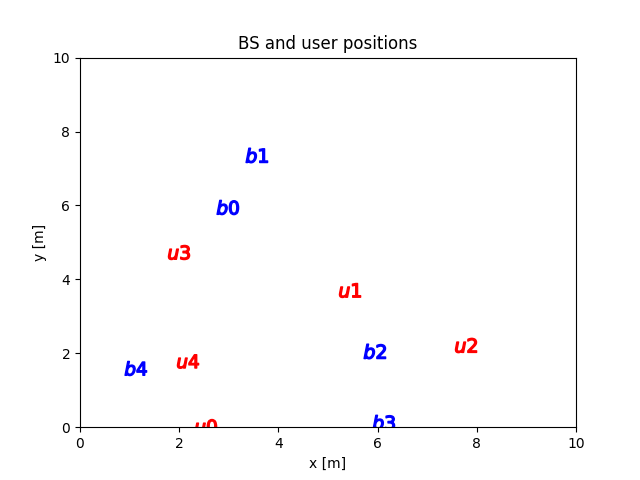 BS and user positions
10
8
6
4
2
0
y [m]
b1
b0
u3
u1
b2
u2
b4
u4
b3
u0
0 2 4 6 8 10
x [m]